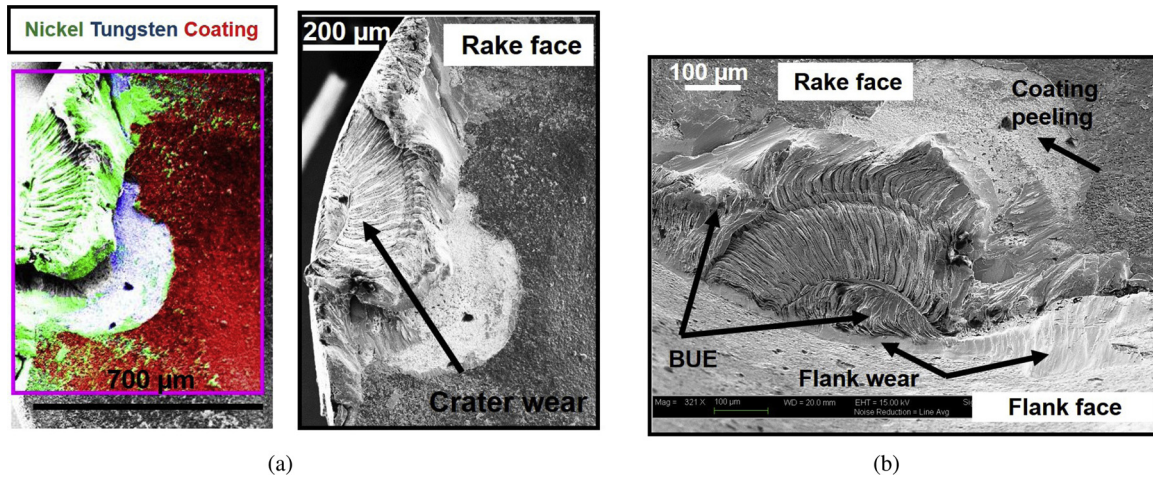 Nickel Tungsten Coating
700 µm
200 µm
Rake face
Crater wear
(a)
100 µm
Rake face
Coating
peeling
BUE
Flank wear
Flank face
Mag = 321 X
100 µm
WD = 20.0 mm
EHT = 15.00 kV
Noise Reduction = Line Avg
(b)